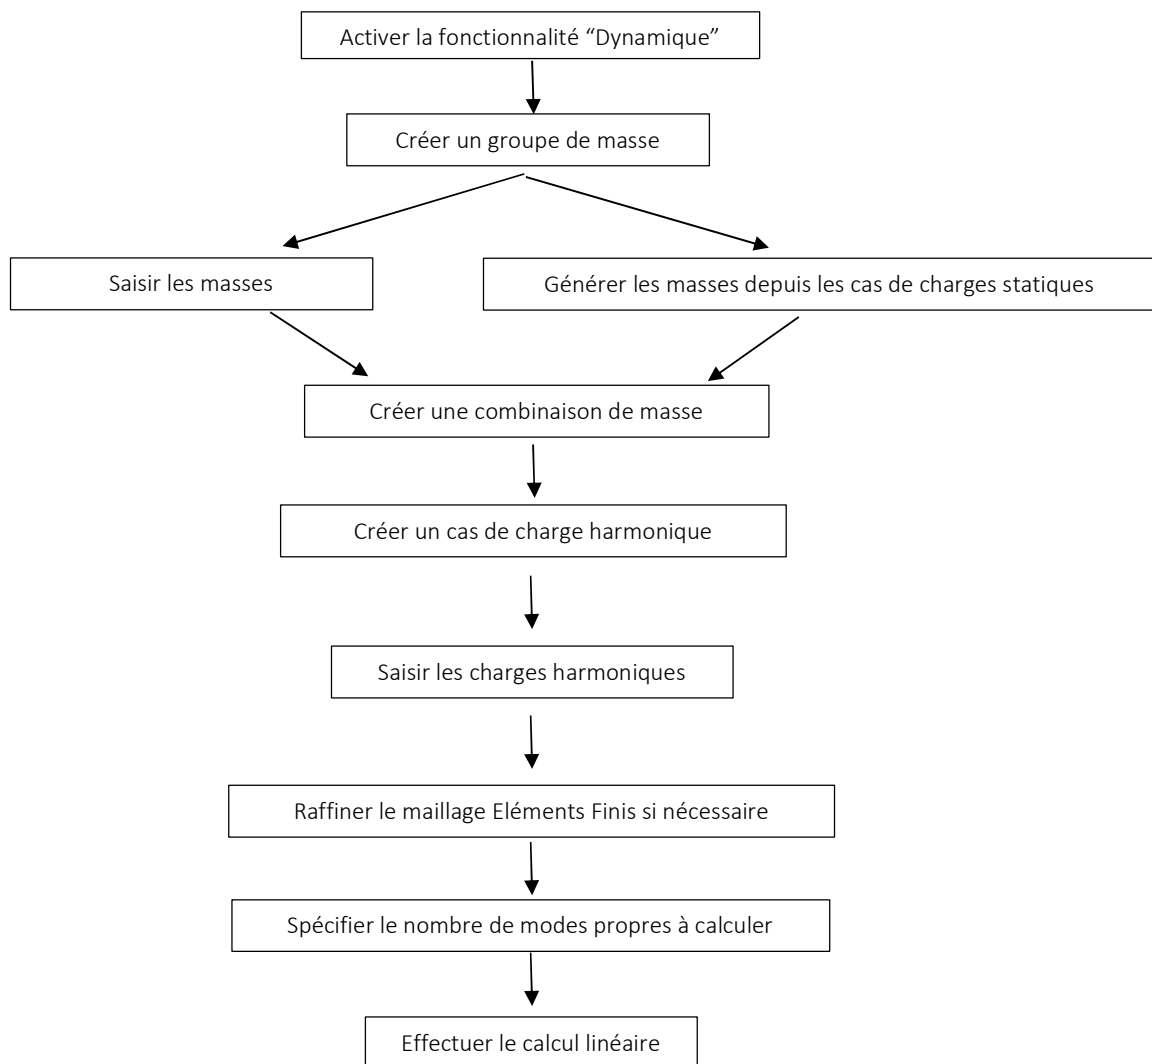 Activer la fonctionnalité “Dynamique”
Créer un groupe de masse
Saisir les masses
Générer les masses depuis les cas de charges statiques
Créer une combinaison de masse
Créer un cas de charge harmonique
Saisir les charges harmoniques
Raffiner le maillage Eléments Finis si nécessaire
Spécifier le nombre de modes propres à calculer
Effectuer le calcul linéaire